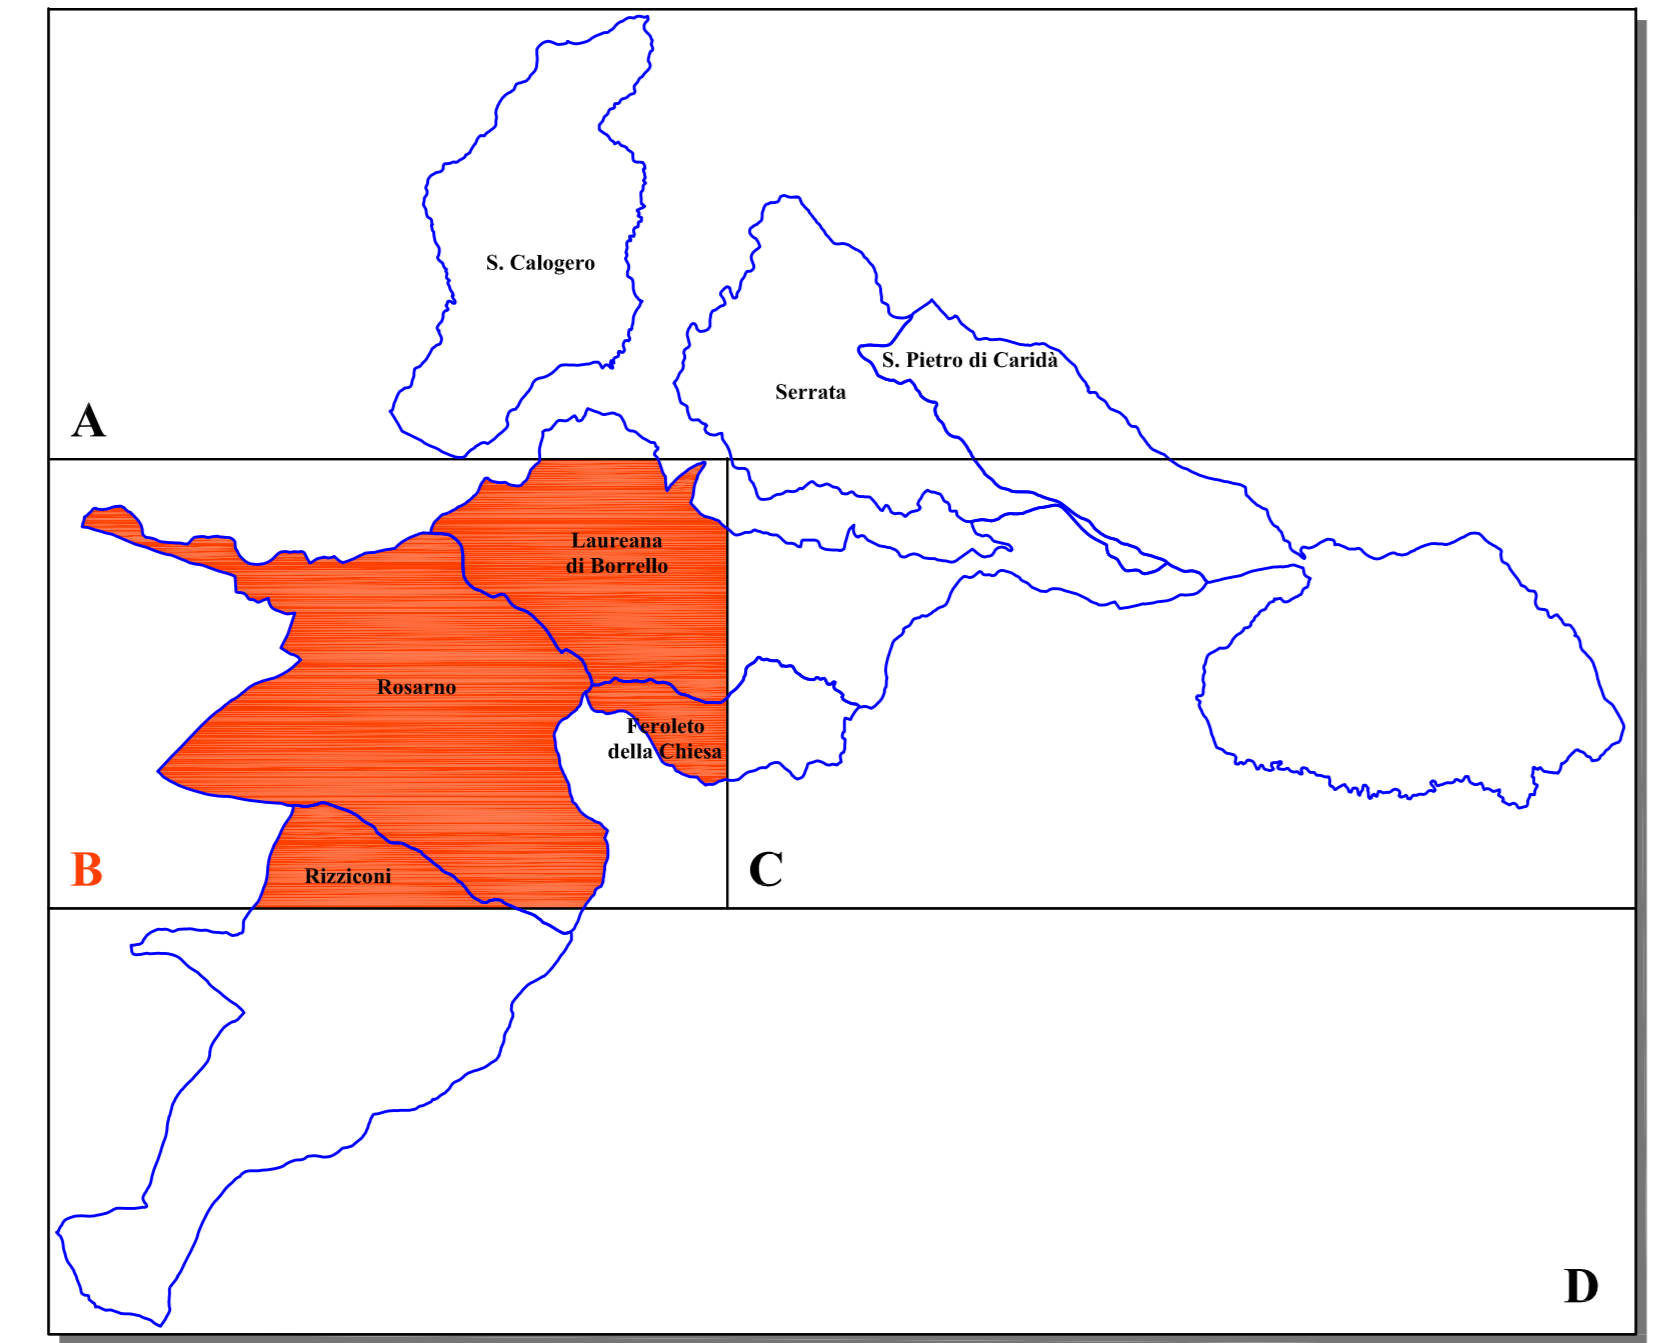 S. Calogero
S. Pietro di Caridà
Serrata
A
Laureana
di Borrello
Rosarno
Feroleto
della Chiesa
B
Rizziconi
C
D